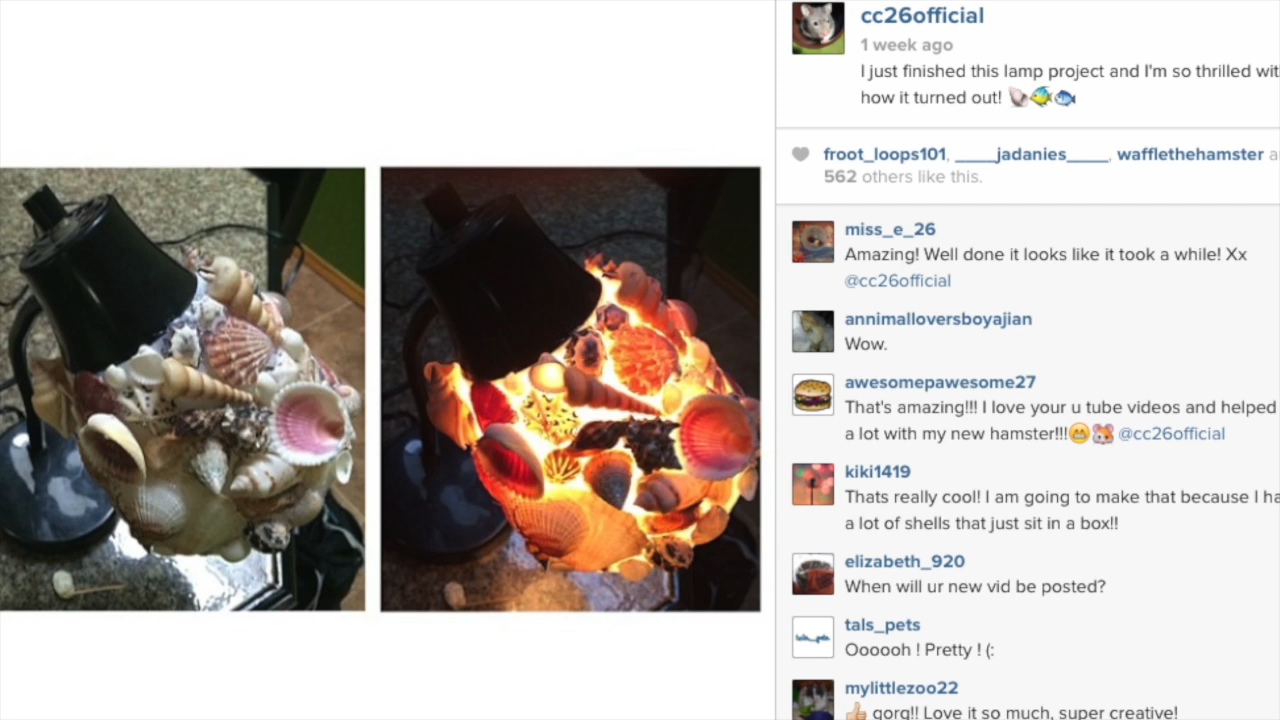 cc26official
1 week ago
I just finished this lamp project and I'm so thrilled wit
how it turned out! 🐚🐠🐟
froot_loops101, ____jadanies____, wafflethehamster a
562 others like this.
miss_e_26
Amazing! Well done it looks like it took a while! Xx
@cc26official
annimalloversboyajian
Wow.
awesomepawesome27
That's amazing!!! I love your u tube videos and helped
a lot with my new hamster!!!😁🐹 @cc26official
kiki1419
Thats really cool! I am going to make that because I ha
a lot of shells that just sit in a box!!
elizabeth_920
When will ur new vid be posted?
tals_pets
Oooooh ! Pretty ! (:
mylittlezoo22
👍 gorg!! Love it so much, super creative!